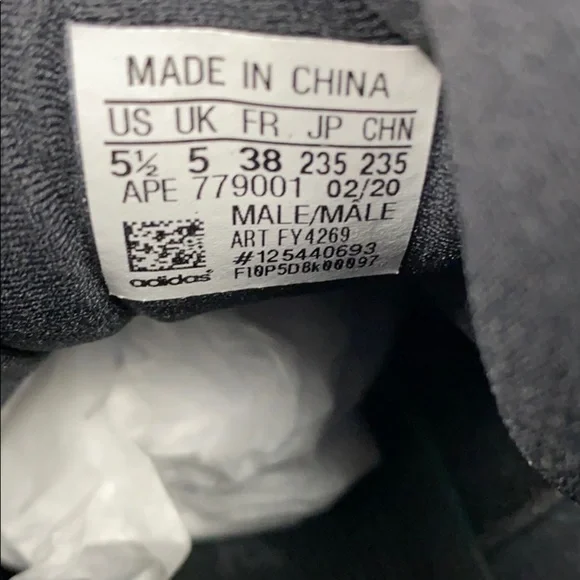 MADE IN CHINA
US UK FR JP CHN
5½ 5 38 235 235
APE 779001 02/20
MALE/MÂLE
ART FY4269
#125440693
F10P5D8k00097
adidas®